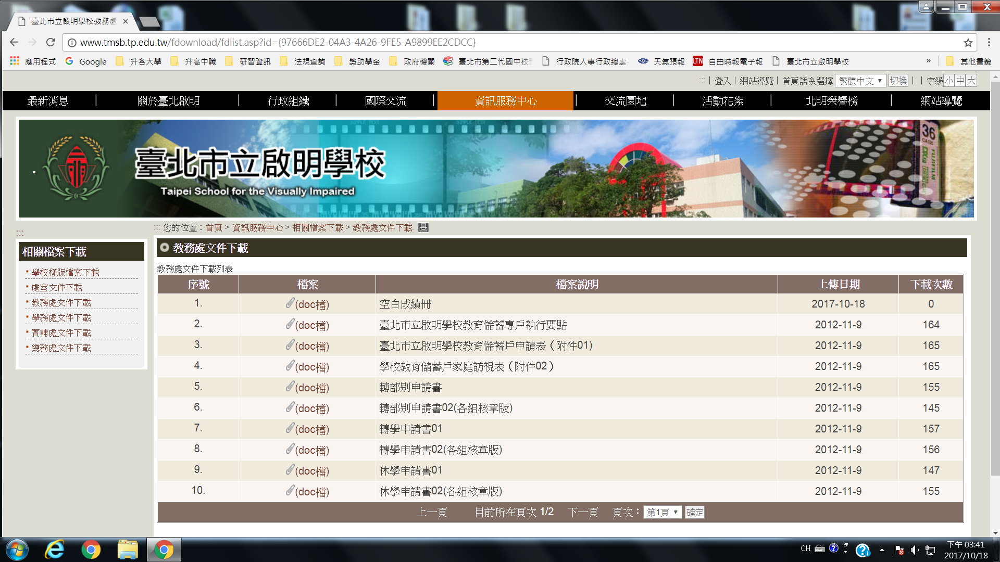 臺北市立啟明學校教務處
www.tmsb.tp.edu.tw/fdownload/fdlist.asp?id={97666DE2-04A3-4A26-9FE5-A9899EE2CDCC}
應用程式 Google 升各大學 升高中職 研習資訊 法規查詢 獎助學金 政府機關 臺北市第二代國中校 行政院人事行政總處- 天氣預報 LTN 自由時報電子報 臺北市立啟明學校 » 其他書籤
::: | 登入 | 網站導覽 | 首頁語系選擇 繁體中文 切換 | | 字級 小 中 大
最新消息 | 關於臺北啟明 | 行政組織 | 國際交流 | 資訊服務中心 | 交流園地 | 活動花絮 | 北明榮譽榜 | 網站導覽
臺北市立啟明學校
Taipei School for the Visually Impaired
36
::: 您的位置：首頁 > 資訊服務中心 > 相關檔案下載 > 教務處文件下載.
:::
相關檔案下載
學校樣版檔案下載
處室文件下載
教務處文件下載
學務處文件下載
實輔處文件下載
總務處文件下載
教務處文件下載
教務處文件下載列表
序號 檔案 檔案說明 上傳日期 下載次數
1. (doc檔) 空白成績冊 2017-10-18 0
2. (doc檔) 臺北市立啟明學校教育儲蓄專戶執行要點 2012-11-9 164
3. (doc檔) 臺北市立啟明學校教育儲蓄戶申請表（附件01) 2012-11-9 165
4. (doc檔) 學校教育儲蓄戶家庭訪視表（附件02） 2012-11-9 165
5. (doc檔) 轉部別申請書 2012-11-9 155
6. (doc檔) 轉部別申請書02(各組核章版) 2012-11-9 145
7. (doc檔) 轉學申請書01 2012-11-9 157
8. (doc檔) 轉學申請書02(各組核章版) 2012-11-9 156
9. (doc檔) 休學申請書01 2012-11-9 147
10. (doc檔) 休學申請書02(各組核章版) 2012-11-9 155
上一頁 目前所在頁次 1/2 下一頁 頁次： 第1頁 確定
CH
下午 03:41
2017/10/18